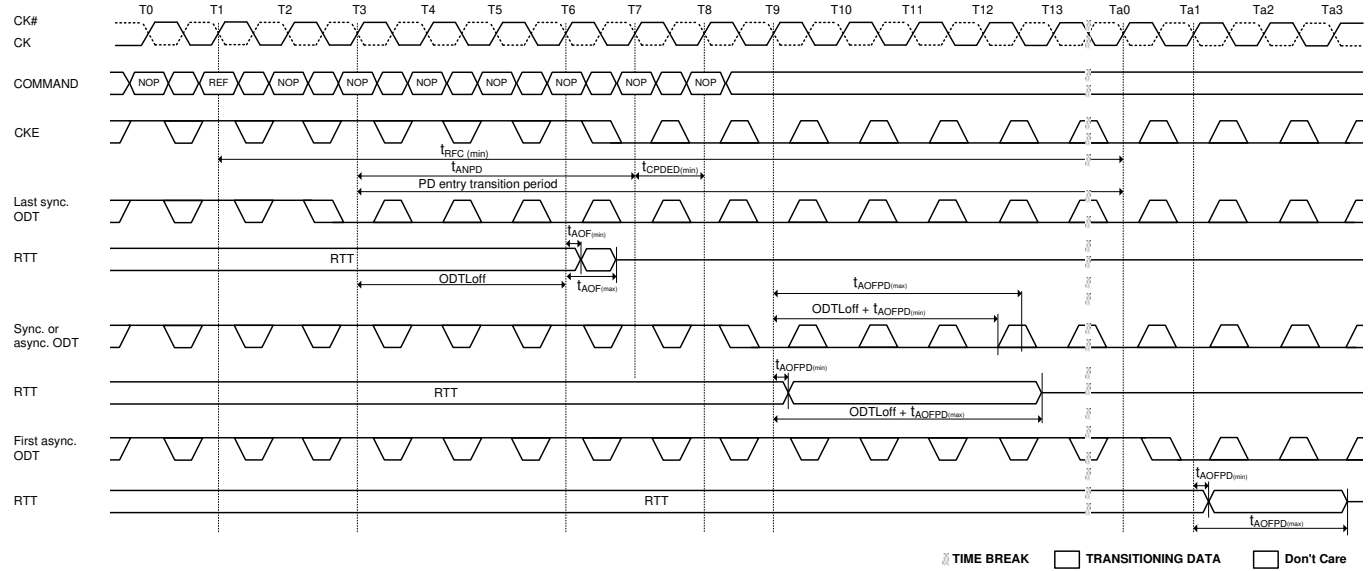 T0 T1 T2 T3 T4 T5 T6 T7 T8 T9 T10 T11 T12 T13 Ta0 Ta1 Ta2 Ta3
CK#
CK
COMMAND NOP REF NOP NOP NOP NOP NOP NOP NOP
CKE
tRFC (min)
tANPD tCPDED(min)
PD entry transition period
Last sync.
ODT
tAOF(min)
RTT RTT
ODTLoff tAOF(max)
tAOFPD(max)
ODTLoff + tAOFPD(min)
Sync. or
async. ODT
tAOFPD(min)
RTT RTT
ODTLoff + tAOFPD(max)
First async.
ODT
tAOFPD(min)
RTT RTT
tAOFPD(max)
TIME BREAK TRANSITIONING DATA Don't Care